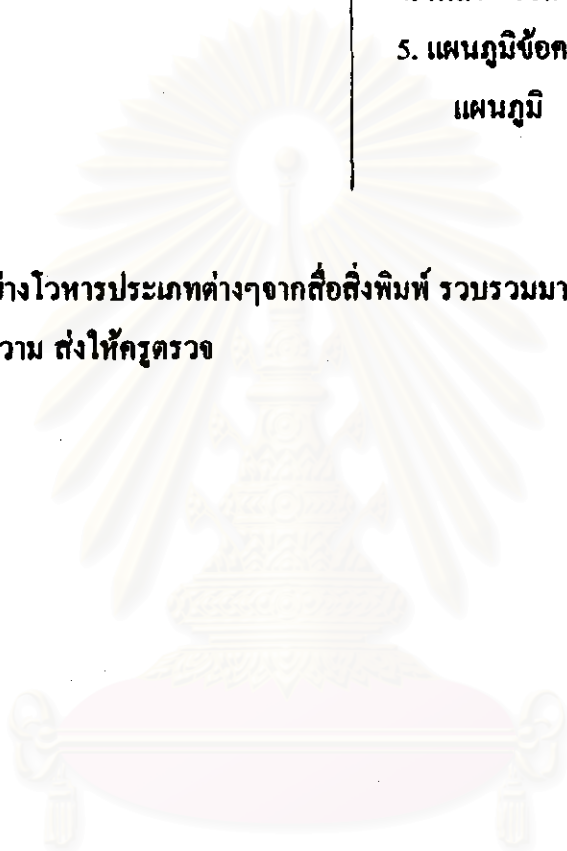 5. แผนภูมิข้อค
แผนภูมิ
างโวหารประเภทต่างๆจากสื่อสิ่งพิมพ์ รวบรวมมา
วาม ส่งให้ครูตรวจ